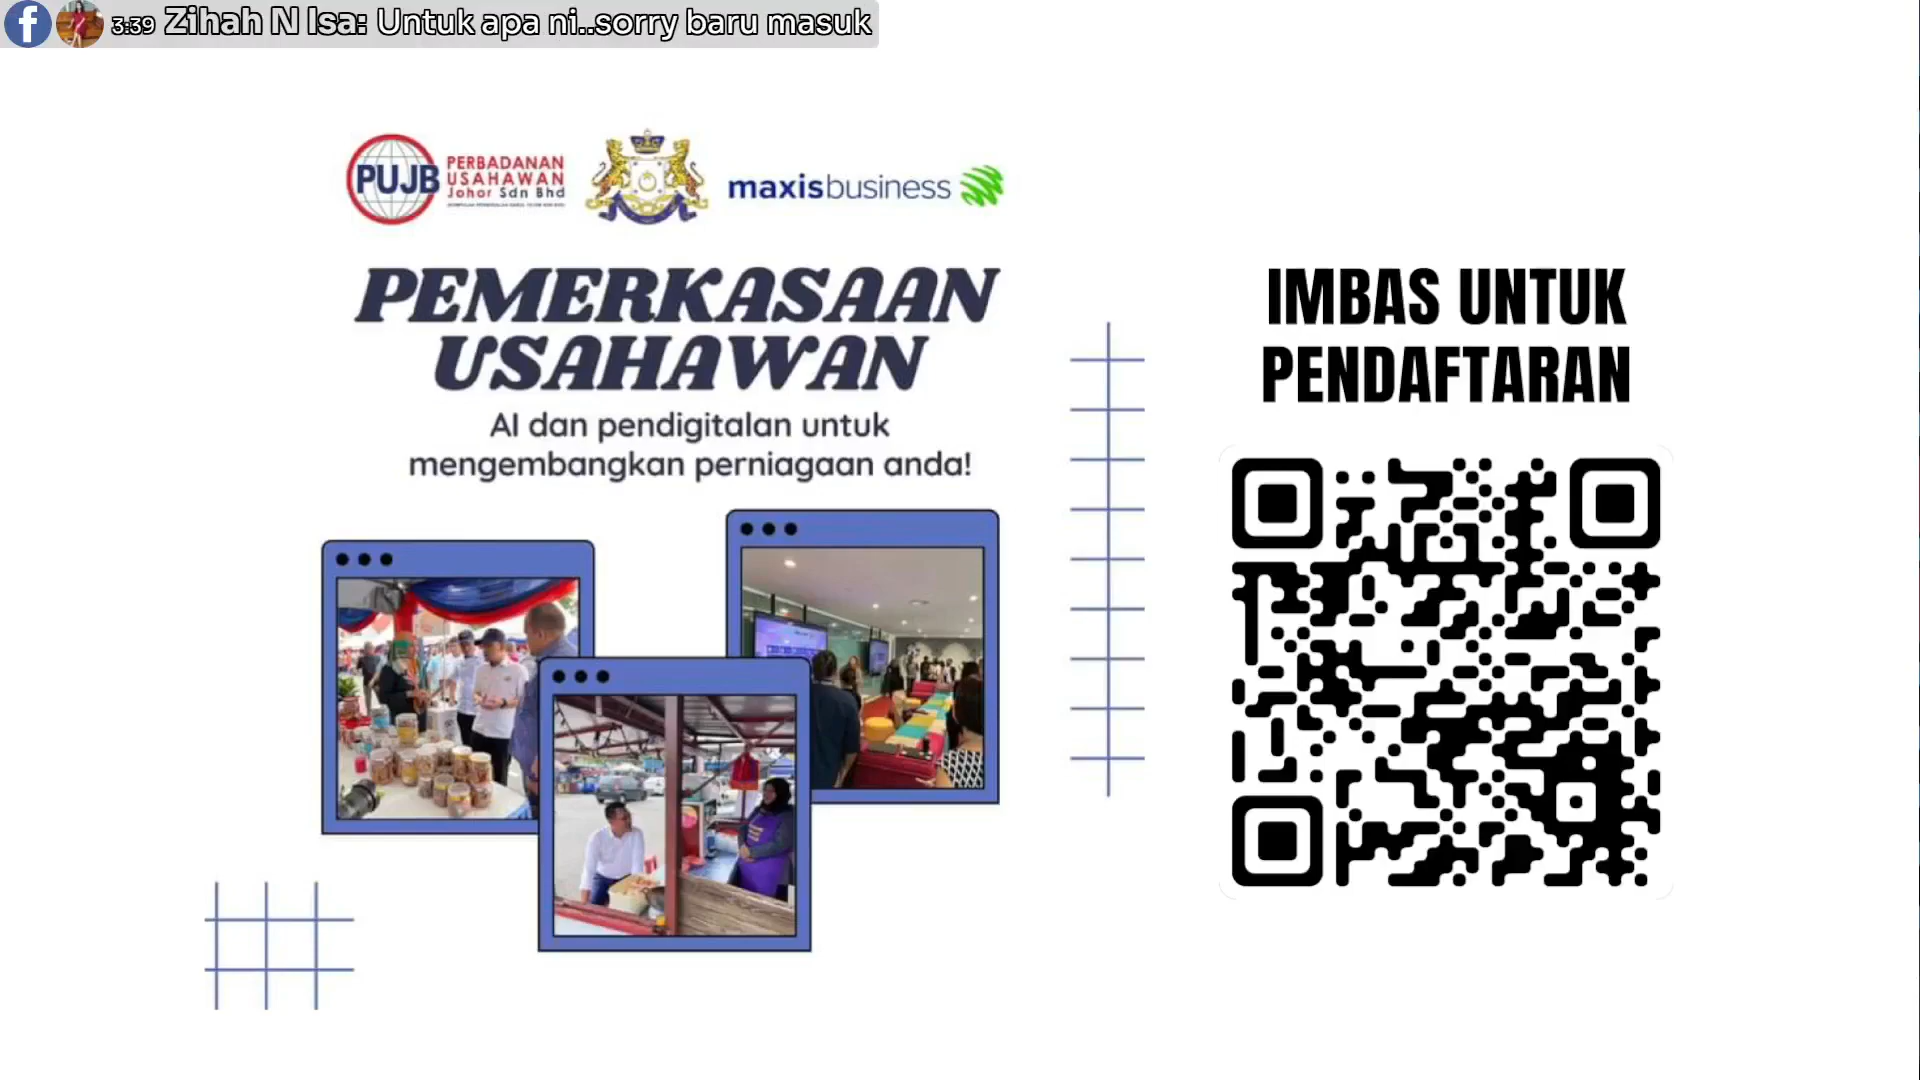 3:39 Zihah N Isa: Untuk apa ni..sorry baru masuk
PUJB
PERBADANAN
USAHAWAN
Johor Sdn Bhd
maxisbusiness
PEMERKASAAN
USAHAWAN
AI dan pendigitalan untuk
mengembangkan perniagaan anda!
IMBAS UNTUK
PENDAFTARAN